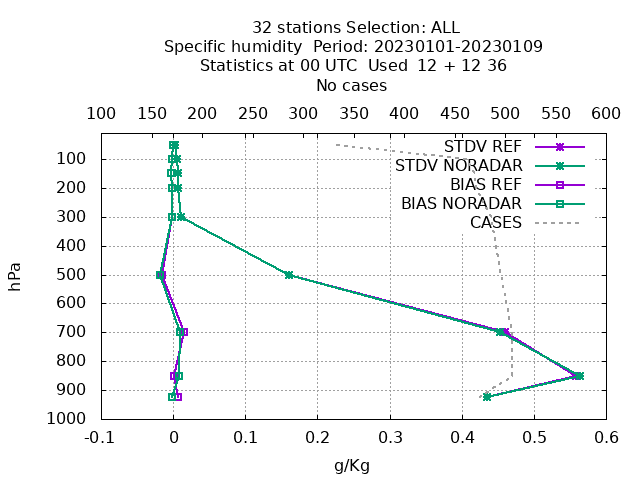 32 stations Selection: ALL
Specific humidity  Period: 20230101-20230109
Statistics at 00 UTC  Used  12 + 12 36
No cases
100 150 200 250 300 350 400 450 500 550 600
STDV REF
STDV NORADAR
BIAS REF
BIAS NORADAR
CASES
hPa
100
200
300
400
500
600
700
800
900
1000
-0.1 0 0.1 0.2 0.3 0.4 0.5 0.6
g/Kg